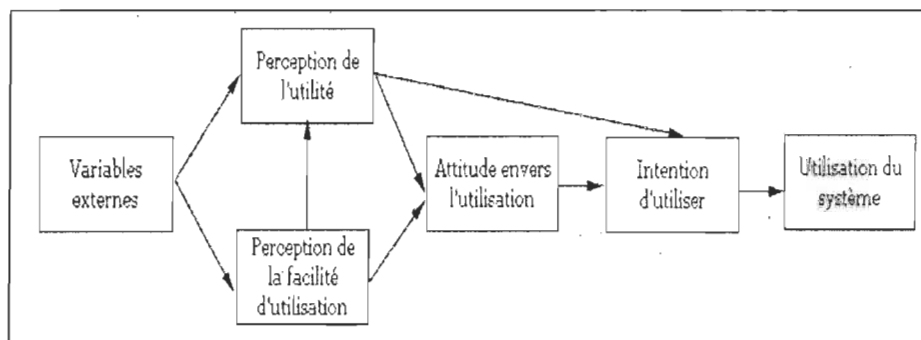 Perception de
l'utilité
Variables
externes
Perception de
la facilité
d'utilisation
Attitude envers
l'utilisation
Intention
d'utiliser
Utilisation du
système